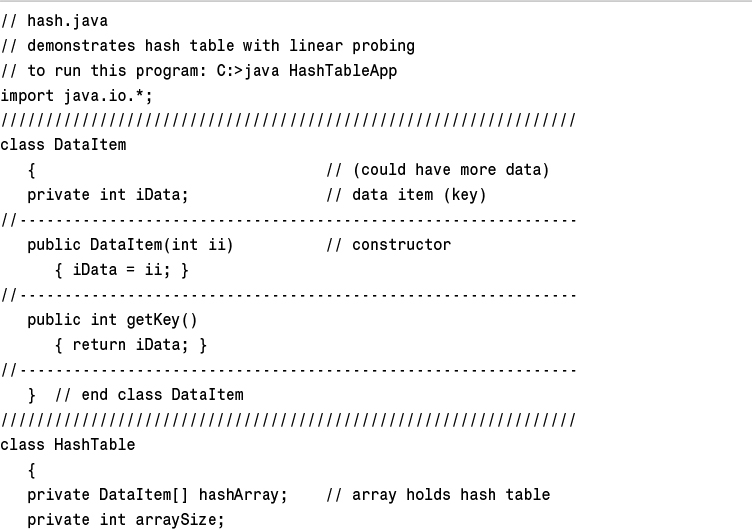 // hash.java
// demonstrates hash table with linear probing
// to run this program: C:>java HashTableApp
import java.io.*;
////////////////////////////////////////////////////////////////
class DataItem
   {                                // (could have more data)
   private int iData;               // data item (key)
//--------------------------------------------------------------
   public DataItem(int ii)          // constructor
      { iData = ii; }
//--------------------------------------------------------------
   public int getKey()
      { return iData; }
//--------------------------------------------------------------
   }  // end class DataItem
////////////////////////////////////////////////////////////////
class HashTable
   {
   private DataItem[] hashArray;    // array holds hash table
   private int arraySize;